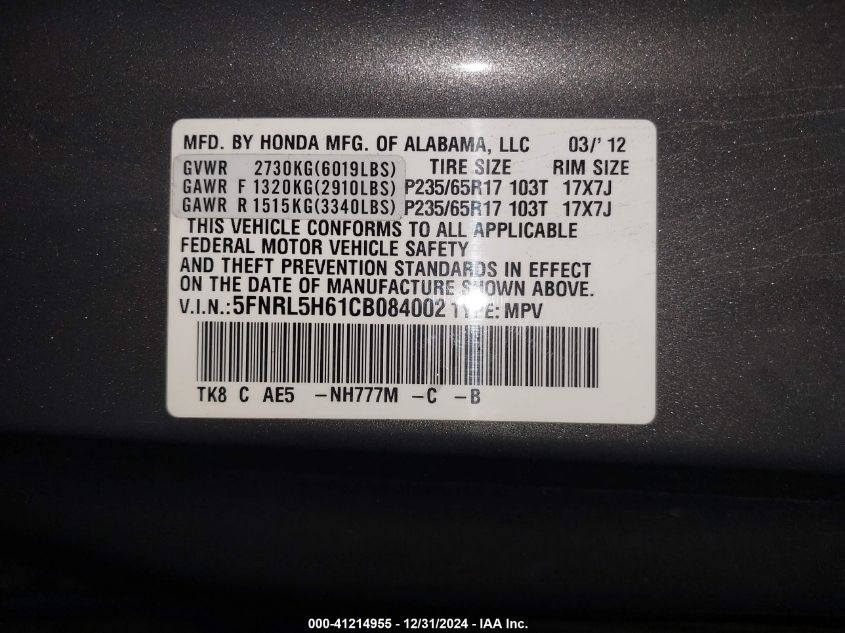 MFD. BY HONDA MFG. OF ALABAMA, LLC 03/' 12
GVWR 2730KG(6019LBS) TIRE SIZE RIM SIZE
GAWR F 1320KG(2910LBS) P235/65R17 103T 17X7J
GAWR R 1515KG(3340LBS) P235/65R17 103T 17X7J
THIS VEHICLE CONFORMS TO ALL APPLICABLE
FEDERAL MOTOR VEHICLE SAFETY
AND THEFT PREVENTION STANDARDS IN EFFECT
ON THE DATE OF MANUFACTURE SHOWN ABOVE.
V.I.N.:5FNRL5H61CB084002 TYPE: MPV
TK8 C AE5 -NH777M -C -B
000-41214955 - 12/31/2024 - IAA Inc.